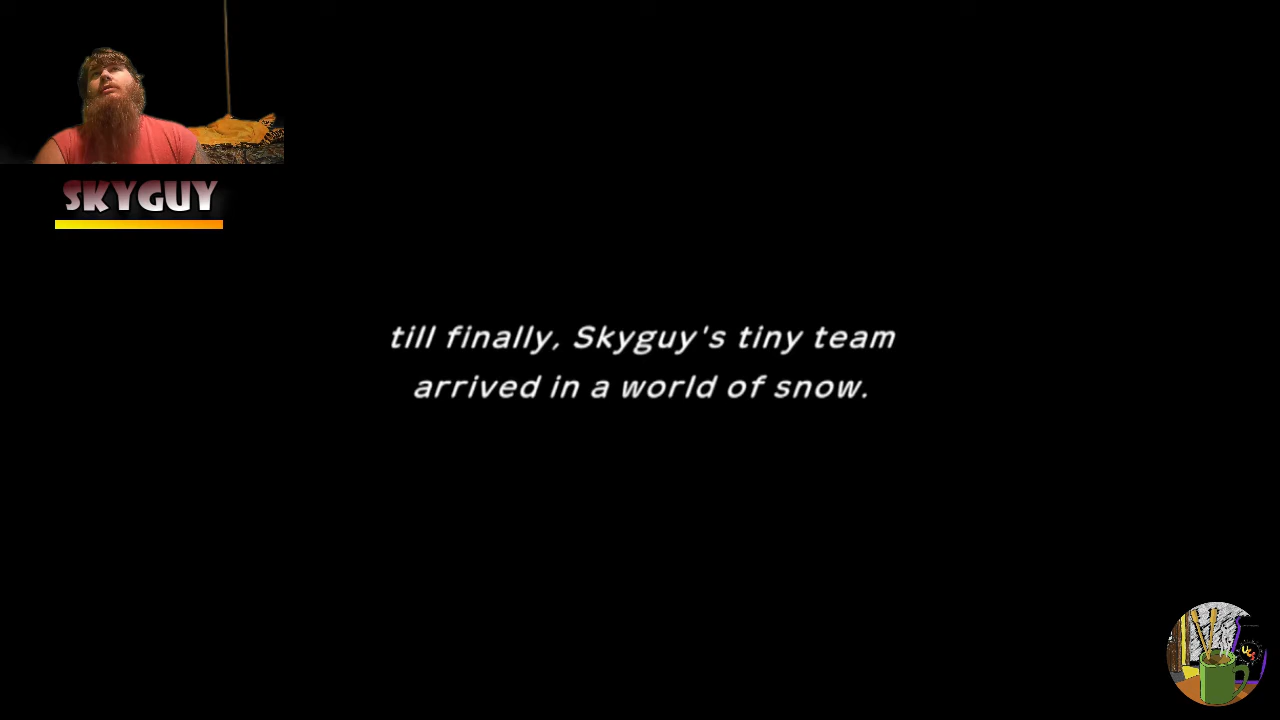 SKYGUY
till finally, Skyguy's tiny team
arrived in a world of snow.